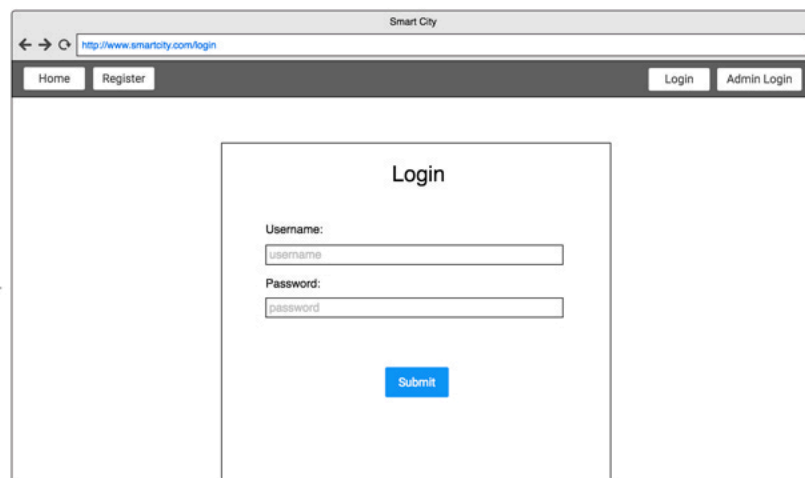 Smart City
http://www.smartcity.com/login
Home Register Login Admin Login
Login
Username:
username
Password:
password
Submit